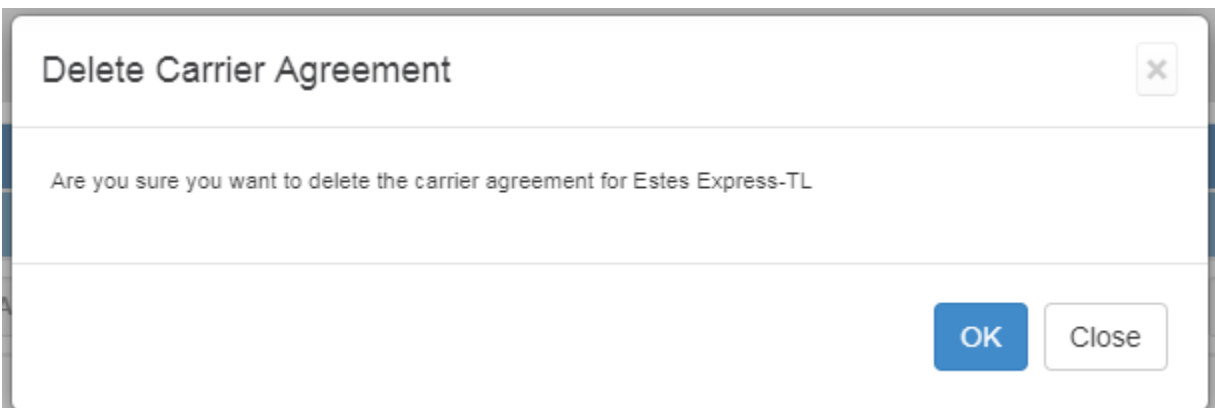 Delete Carrier Agreement
×
Are you sure you want to delete the carrier agreement for Estes Express-TL
OK
Close